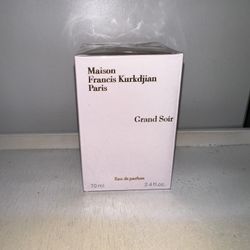 Maison
Francis Kurkdjian
Paris
Grand Soir
Eau de parfum
70 ml 2.4 fl.oz.